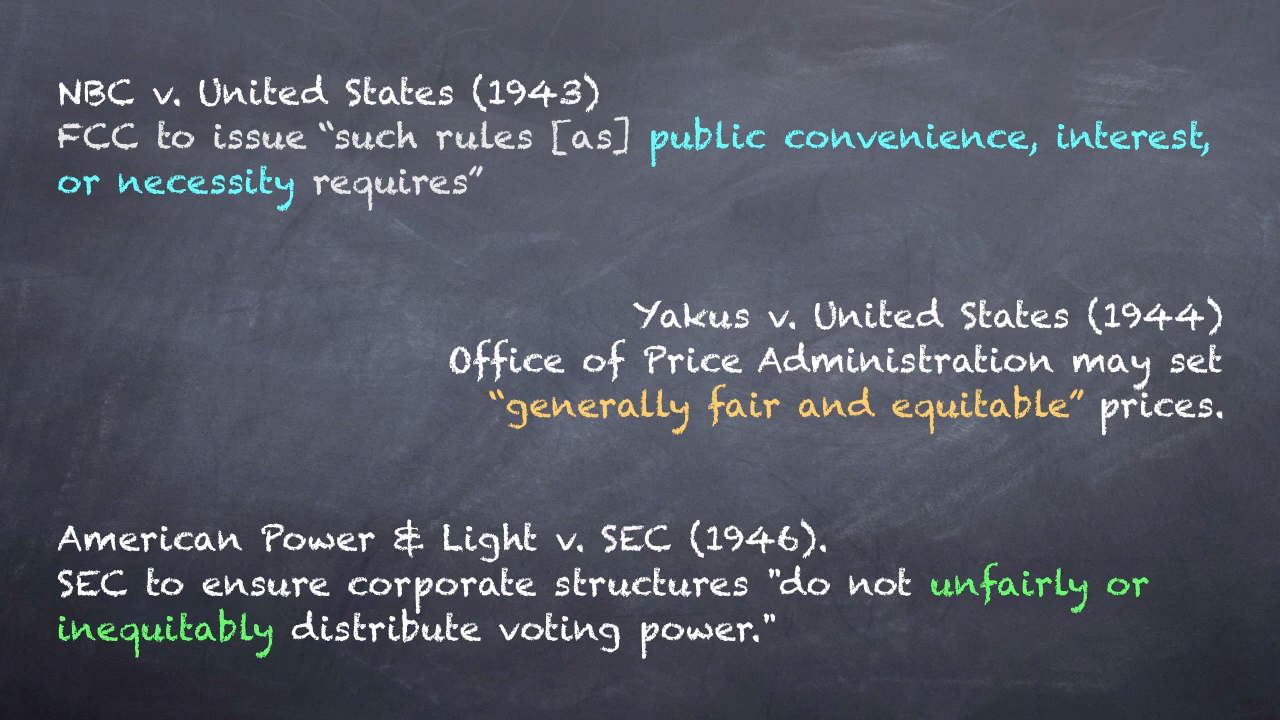 NBC v. United States (1943)
FCC to issue “such rules [as] public convenience, interest,
or necessity requires”
Yakus v. United States (1944)
Office of Price Administration may set
“generally fair and equitable” prices.
American Power & Light v. SEC (1946).
SEC to ensure corporate structures "do not unfairly or
inequitably distribute voting power."